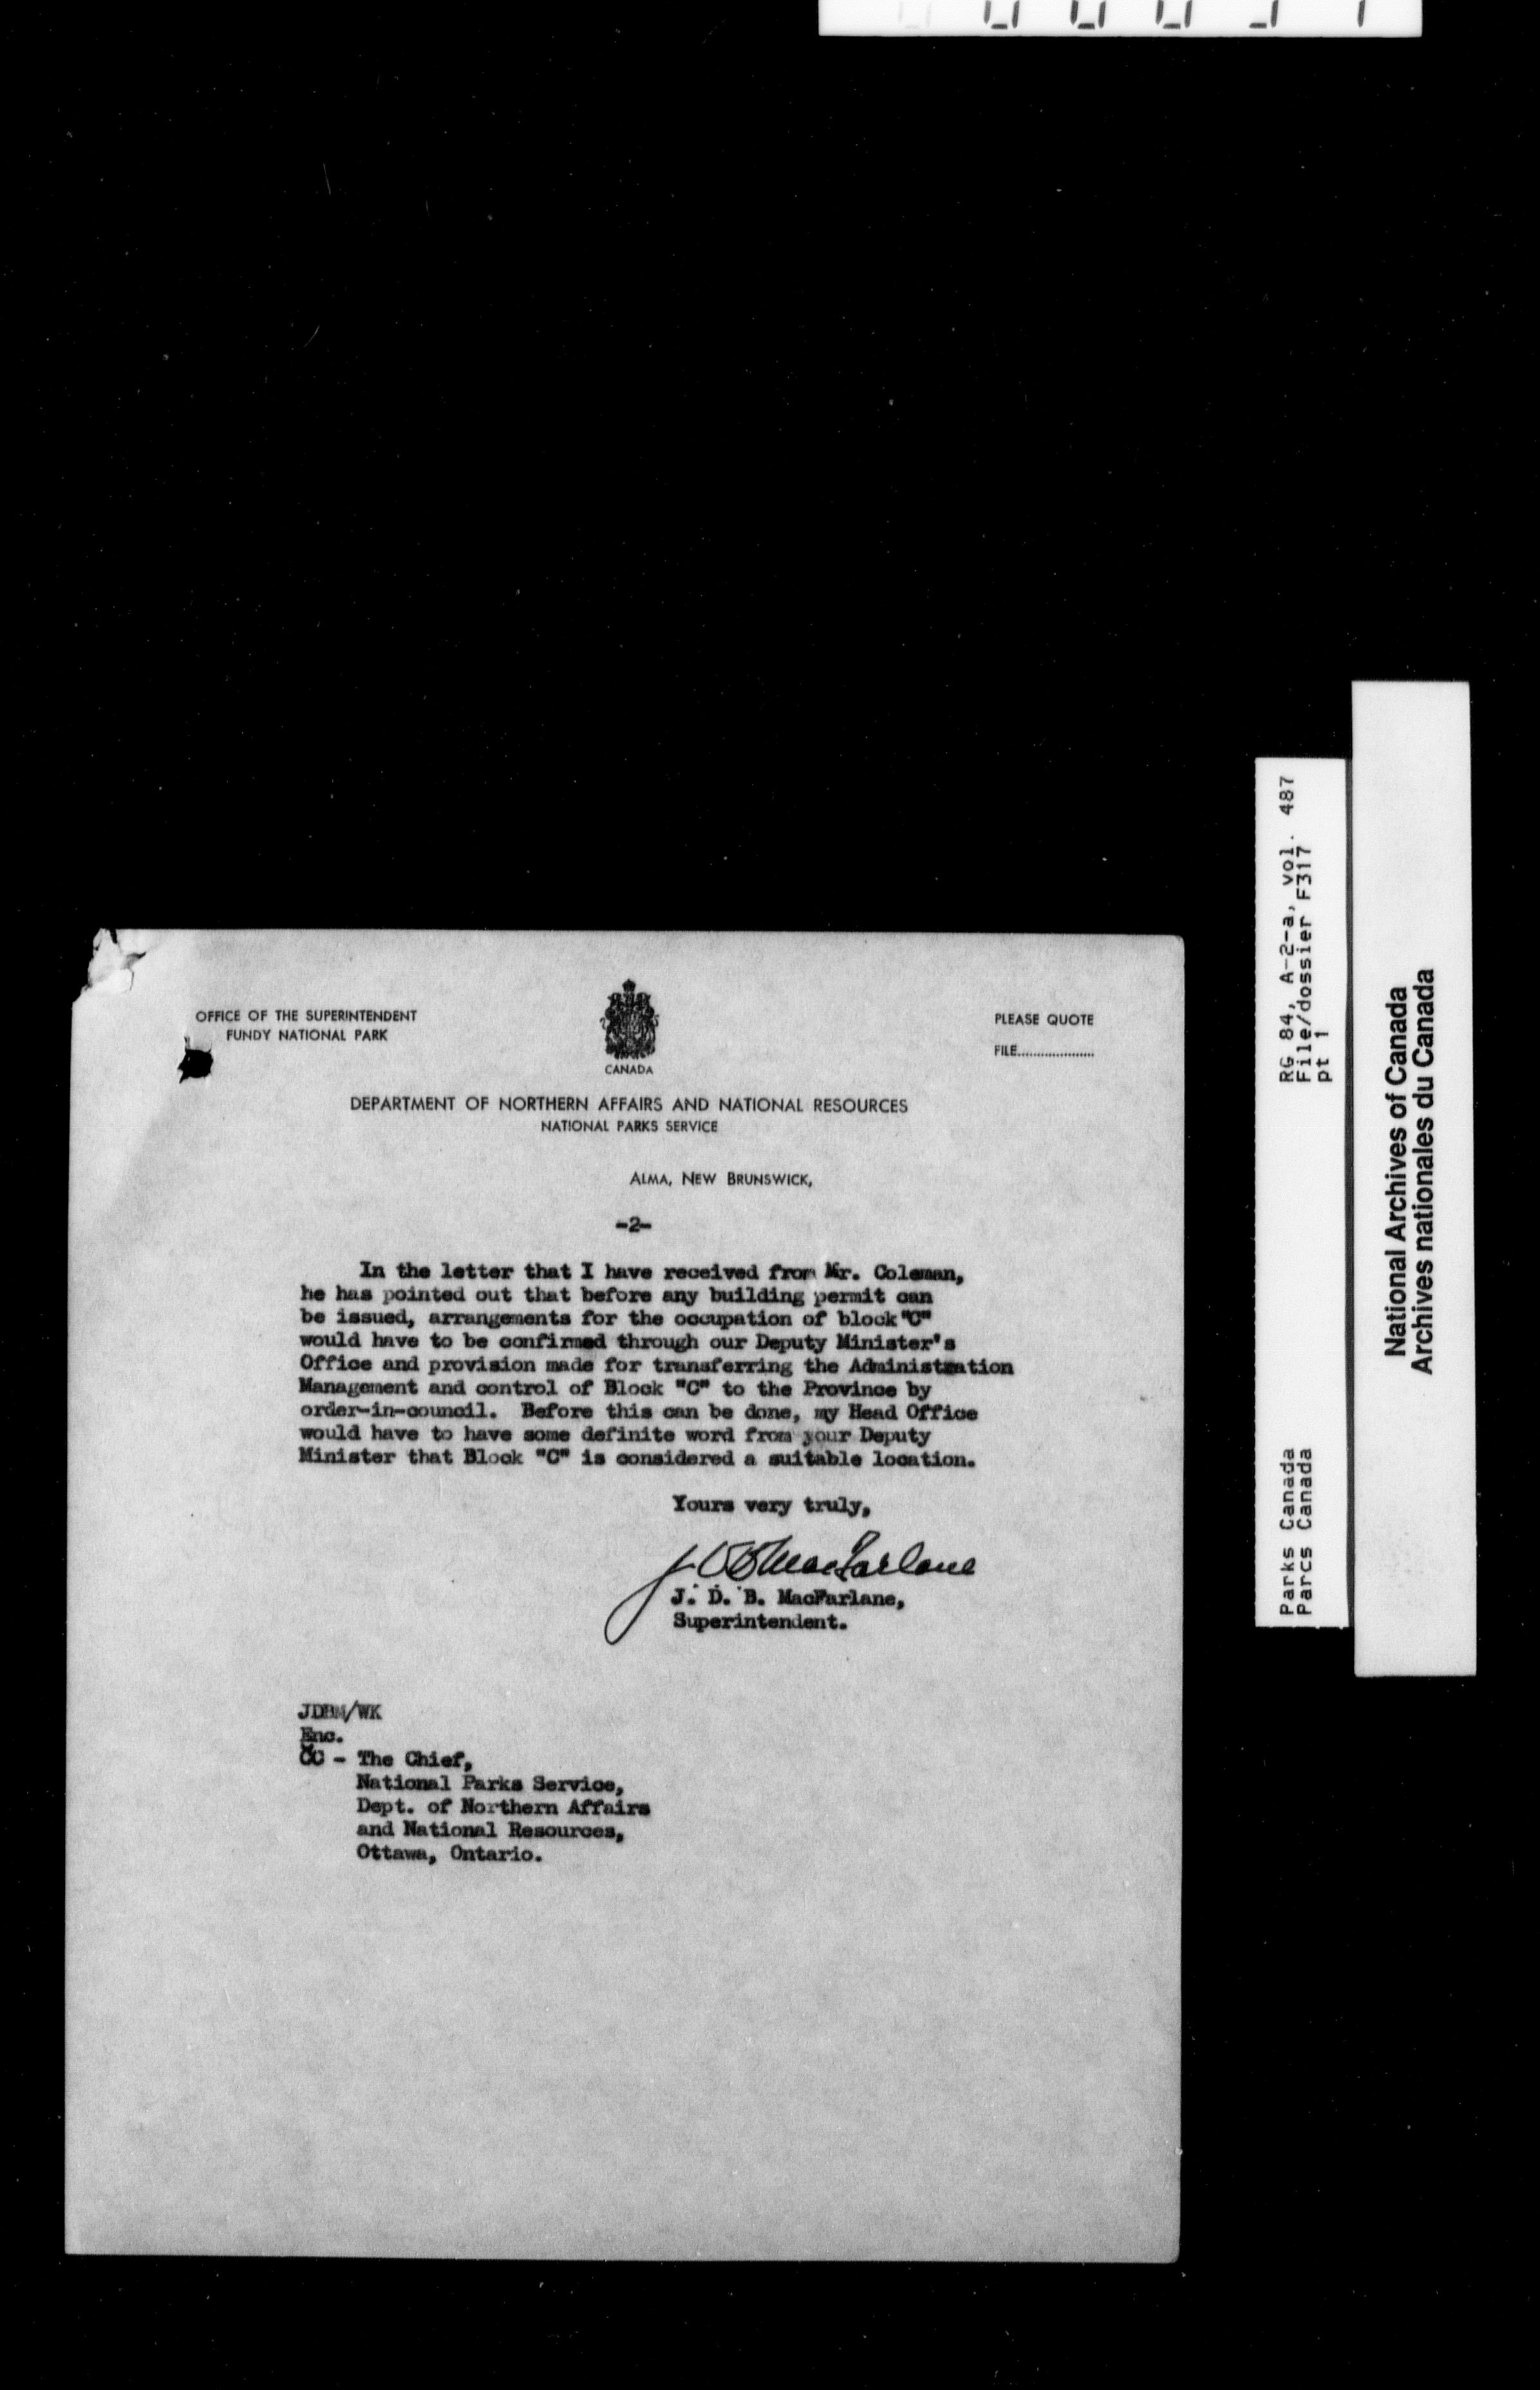 OFFICE OF THE SUPERINTENDENT
FUNDY NATIONAL PARK
CANADA
PLEASE QUOTE
FILE....................
DEPARTMENT OF NORTHERN AFFAIRS AND NATIONAL RESOURCES
NATIONAL PARKS SERVICE
ALMA, NEW BRUNSWICK,
-2-
In the letter that I have received from Mr. Coleman,
he has pointed out that before any building permit can
be issued, arrangements for the occupation of block "C"
would have to be confirmed through our Deputy Minister's
Office and provision made for transferring the Administration
Management and control of Block "C" to the Province by
order-in-council. Before this can be done, my Head Office
would have to have some definite word from your Deputy
Minister that Block "C" is considered a suitable location.
Yours very truly,
J D B MacFarlane
J. D. B. MacFarlane,
Superintendent.
JDBM/WK
Enc.
CC - The Chief,
National Parks Service,
Dept. of Northern Affairs
and National Resources,
Ottawa, Ontario.
RG 84, A-2-a, vol. 487
File/dossier F317
pt 1
Parks Canada
Parcs Canada
National Archives of Canada
Archives nationales du Canada